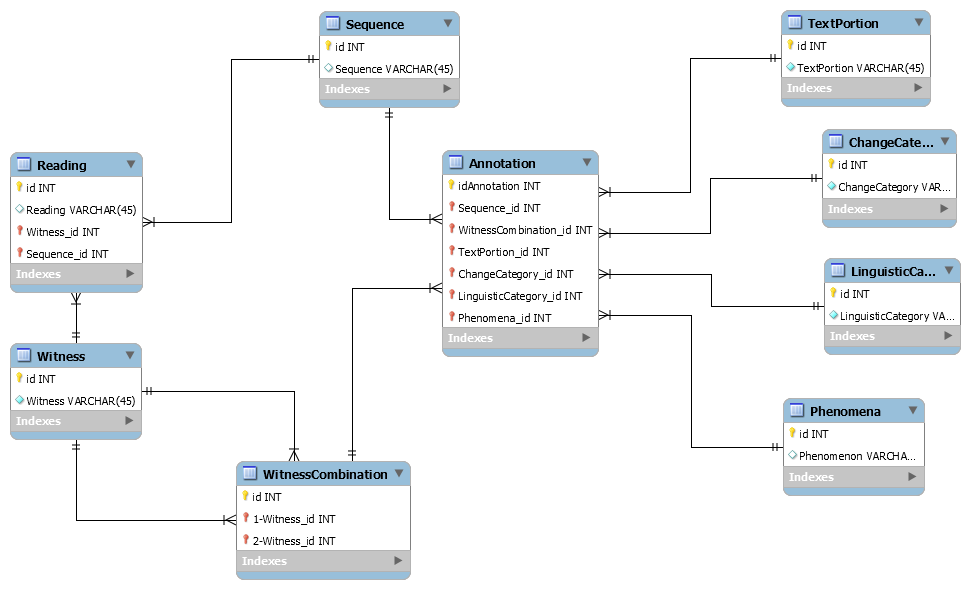 Sequence
id INT
Sequence VARCHAR(45)
Indexes
TextPortion
id INT
TextPortion VARCHAR(45)
Indexes
ChangeCate...
id INT
ChangeCategory VAR...
Indexes
Reading
id INT
Reading VARCHAR(45)
Witness_id INT
Sequence_id INT
Indexes
Annotation
idAnnotation INT
Sequence_id INT
WitnessCombination_id INT
TextPortion_id INT
ChangeCategory_id INT
LinguisticCategory_id INT
Phenomena_id INT
Indexes
LinguisticCa...
id INT
LinguisticCategory VA...
Indexes
Witness
id INT
Witness VARCHAR(45)
Indexes
Phenomena
id INT
Phenomenon VARCHA...
Indexes
WitnessCombination
id INT
1-Witness_id INT
2-Witness_id INT
Indexes